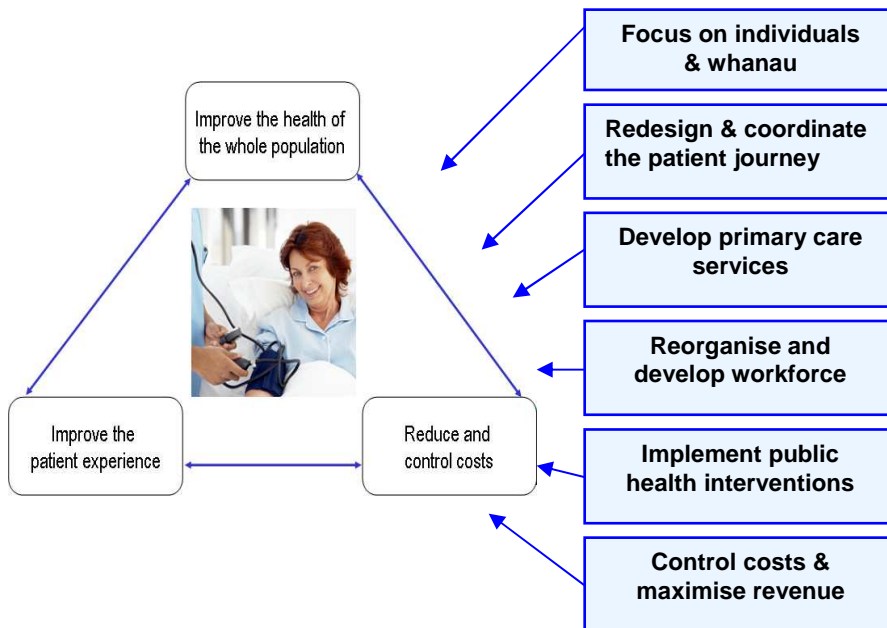 Improve the health of
the whole population
Improve the
patient experience
Reduce and
control costs
Focus on individuals
& whanau
Redesign & coordinate
the patient journey
Develop primary care
services
Reorganise and
develop workforce
Implement public
health interventions
Control costs &
maximise revenue